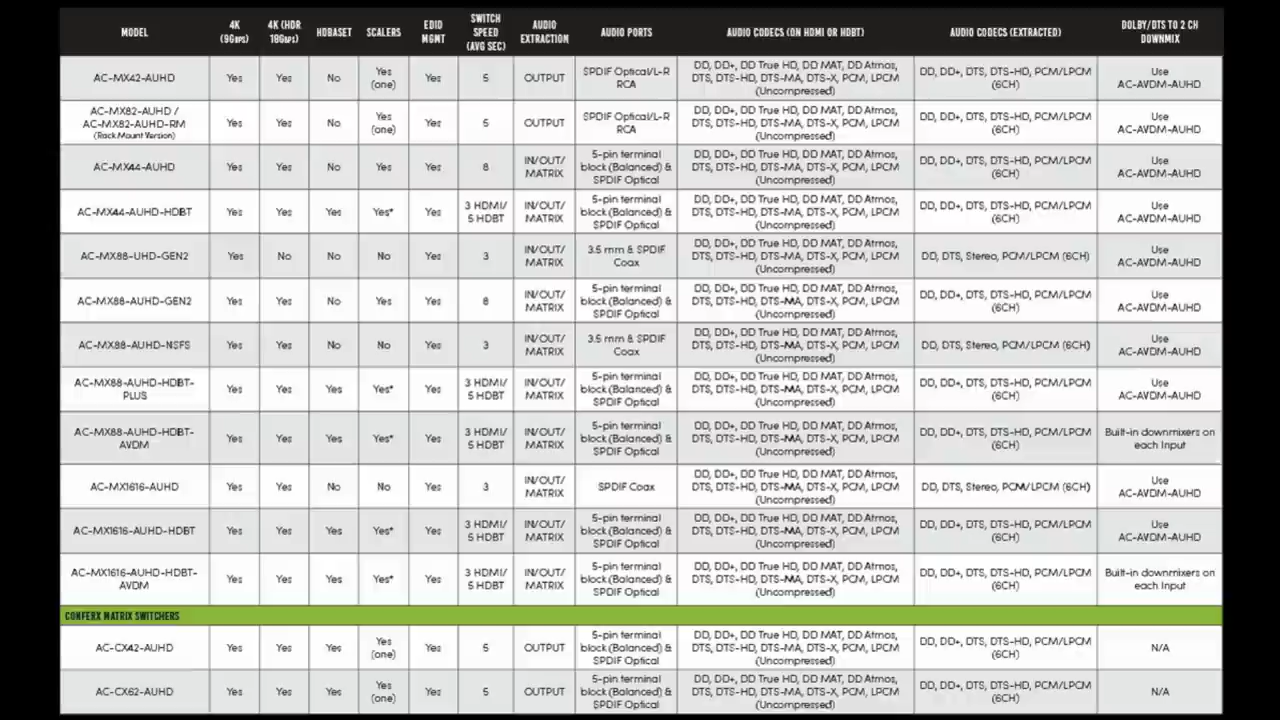 MODEL | 4K (9Gbps) | 4K (HDR 18Gbps) | HDBASET | SCALERS | EDID MGMT | SWITCH SPEED (AVG SEC) | AUDIO EXTRACTION | AUDIO PORTS | AUDIO CODECS (ON HDMI OR HDBT) | AUDIO CODECS (EXTRACTED) | DOLBY/DTS TO 2 CH DOWNMIX
AC-MX42-AUHD | Yes | Yes | No | Yes (one) | Yes | 5 | OUTPUT | SPDIF Optical/L-R RCA | DD, DD+, DD True HD, DD MAT, DD Atmos, DTS, DTS-HD, DTS-MA, DTS-X, PCM, LPCM (Uncompressed) | DD, DD+, DTS, DTS-HD, PCM/LPCM (6CH) | Use AC-AVDM-AUHD
AC-MX82-AUHD / AC-MX82-AUHD-RM (Rack Mount Version) | Yes | Yes | No | Yes (one) | Yes | 5 | OUTPUT | SPDIF Optical/L-R RCA | DD, DD+, DD True HD, DD MAT, DD Atmos, DTS, DTS-HD, DTS-MA, DTS-X, PCM, LPCM (Uncompressed) | DD, DD+, DTS, DTS-HD, PCM/LPCM (6CH) | Use AC-AVDM-AUHD
AC-MX44-AUHD | Yes | Yes | No | Yes | Yes | 8 | IN/OUT/MATRIX | 5-pin terminal block (Balanced) & SPDIF Optical | DD, DD+, DD True HD, DD MAT, DD Atmos, DTS, DTS-HD, DTS-MA, DTS-X, PCM, LPCM (Uncompressed) | DD, DD+, DTS, DTS-HD, PCM/LPCM (6CH) | Use AC-AVDM-AUHD
AC-MX44-AUHD-HDBT | Yes | Yes | Yes | Yes* | Yes | 3 HDMI/ 5 HDBT | IN/OUT/MATRIX | 5-pin terminal block (Balanced) & SPDIF Optical | DD, DD+, DD True HD, DD MAT, DD Atmos, DTS, DTS-HD, DTS-MA, DTS-X, PCM, LPCM (Uncompressed) | DD, DD+, DTS, DTS-HD, PCM/LPCM (6CH) | Use AC-AVDM-AUHD
AC-MX88-UHD-GEN2 | Yes | No | No | No | Yes | 3 | IN/OUT/MATRIX | 3.5 mm & SPDIF Coax | DD, DD+, DD True HD, DD MAT, DD Atmos, DTS, DTS-HD, DTS-MA, DTS-X, PCM, LPCM (Uncompressed) | DD, DTS, Stereo, PCM/LPCM (6CH) | Use AC-AVDM-AUHD
AC-MX88-AUHD-GEN2 | Yes | Yes | No | Yes | Yes | 8 | IN/OUT/MATRIX | 5-pin terminal block (Balanced) & SPDIF Optical | DD, DD+, DD True HD, DD MAT, DD Atmos, DTS, DTS-HD, DTS-MA, DTS-X, PCM, LPCM (Uncompressed) | DD, DD+, DTS, DTS-HD, PCM/LPCM (6CH) | Use AC-AVDM-AUHD
AC-MX88-AUHD-NSFS | Yes | Yes | No | No | Yes | 3 | IN/OUT/MATRIX | 3.5 mm & SPDIF Coax | DD, DD+, DD True HD, DD MAT, DD Atmos, DTS, DTS-HD, DTS-MA, DTS-X, PCM, LPCM (Uncompressed) | DD, DTS, Stereo, PCM/LPCM (6CH) | Use AC-AVDM-AUHD
AC-MX88-AUHD-HDBT-PLUS | Yes | Yes | Yes | Yes* | Yes | 3 HDMI/ 5 HDBT | IN/OUT/MATRIX | 5-pin terminal block (Balanced) & SPDIF Optical | DD, DD+, DD True HD, DD MAT, DD Atmos, DTS, DTS-HD, DTS-MA, DTS-X, PCM, LPCM (Uncompressed) | DD, DD+, DTS, DTS-HD, PCM/LPCM (6CH) | Use AC-AVDM-AUHD
AC-MX88-AUHD-HDBT-AVDM | Yes | Yes | Yes | Yes* | Yes | 3 HDMI/ 5 HDBT | IN/OUT/MATRIX | 5-pin terminal block (Balanced) & SPDIF Optical | DD, DD+, DD True HD, DD MAT, DD Atmos, DTS, DTS-HD, DTS-MA, DTS-X, PCM, LPCM (Uncompressed) | DD, DD+, DTS, DTS-HD, PCM/LPCM (6CH) | Built-in downmixers on each Input
AC-MX1616-AUHD | Yes | Yes | No | No | Yes | 3 | IN/OUT/MATRIX | SPDIF Coax | DD, DD+, DD True HD, DD MAT, DD Atmos, DTS, DTS-HD, DTS-MA, DTS-X, PCM, LPCM (Uncompressed) | DD, DTS, Stereo, PCM/LPCM (6CH) | Use AC-AVDM-AUHD
AC-MX1616-AUHD-HDBT | Yes | Yes | Yes | Yes* | Yes | 3 HDMI/ 5 HDBT | IN/OUT/MATRIX | 5-pin terminal block (Balanced) & SPDIF Optical | DD, DD+, DD True HD, DD MAT, DD Atmos, DTS, DTS-HD, DTS-MA, DTS-X, PCM, LPCM (Uncompressed) | DD, DD+, DTS, DTS-HD, PCM/LPCM (6CH) | Use AC-AVDM-AUHD
AC-MX1616-AUHD-HDBT-AVDM | Yes | Yes | Yes | Yes* | Yes | 3 HDMI/ 5 HDBT | IN/OUT/MATRIX | 5-pin terminal block (Balanced) & SPDIF Optical | DD, DD+, DD True HD, DD MAT, DD Atmos, DTS, DTS-HD, DTS-MA, DTS-X, PCM, LPCM (Uncompressed) | DD, DD+, DTS, DTS-HD, PCM/LPCM (6CH) | Built-in downmixers on each Input
CONFERX MATRIX SWITCHERS
AC-CX42-AUHD | Yes | Yes | Yes | Yes (one) | Yes | 5 | OUTPUT | 5-pin terminal block (Balanced) & SPDIF Optical | DD, DD+, DD True HD, DD MAT, DD Atmos, DTS, DTS-HD, DTS-MA, DTS-X, PCM, LPCM (Uncompressed) | DD, DD+, DTS, DTS-HD, PCM/LPCM (6CH) | N/A
AC-CX62-AUHD | Yes | Yes | Yes | Yes (one) | Yes | 5 | OUTPUT | 5-pin terminal block (Balanced) & SPDIF Optical | DD, DD+, DD True HD, DD MAT, DD Atmos, DTS, DTS-HD, DTS-MA, DTS-X, PCM, LPCM (Uncompressed) | DD, DD+, DTS, DTS-HD, PCM/LPCM (6CH) | N/A